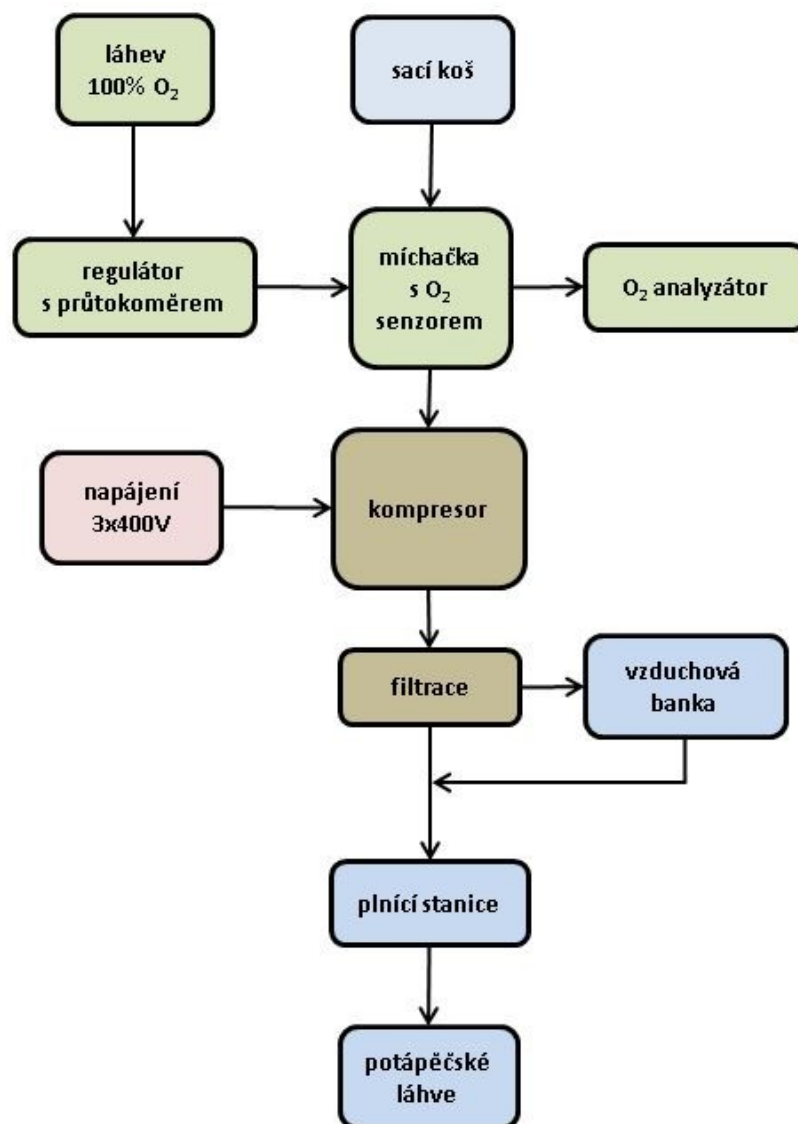 láhev
100% O₂
sací koš
regulátor
s průtokoměrem
míchačka
s O₂
senzorem
O₂ analyzátor
napájení
3x400V
kompresor
filtrace
vzduchová
banka
plnící stanice
potápěčské
láhve